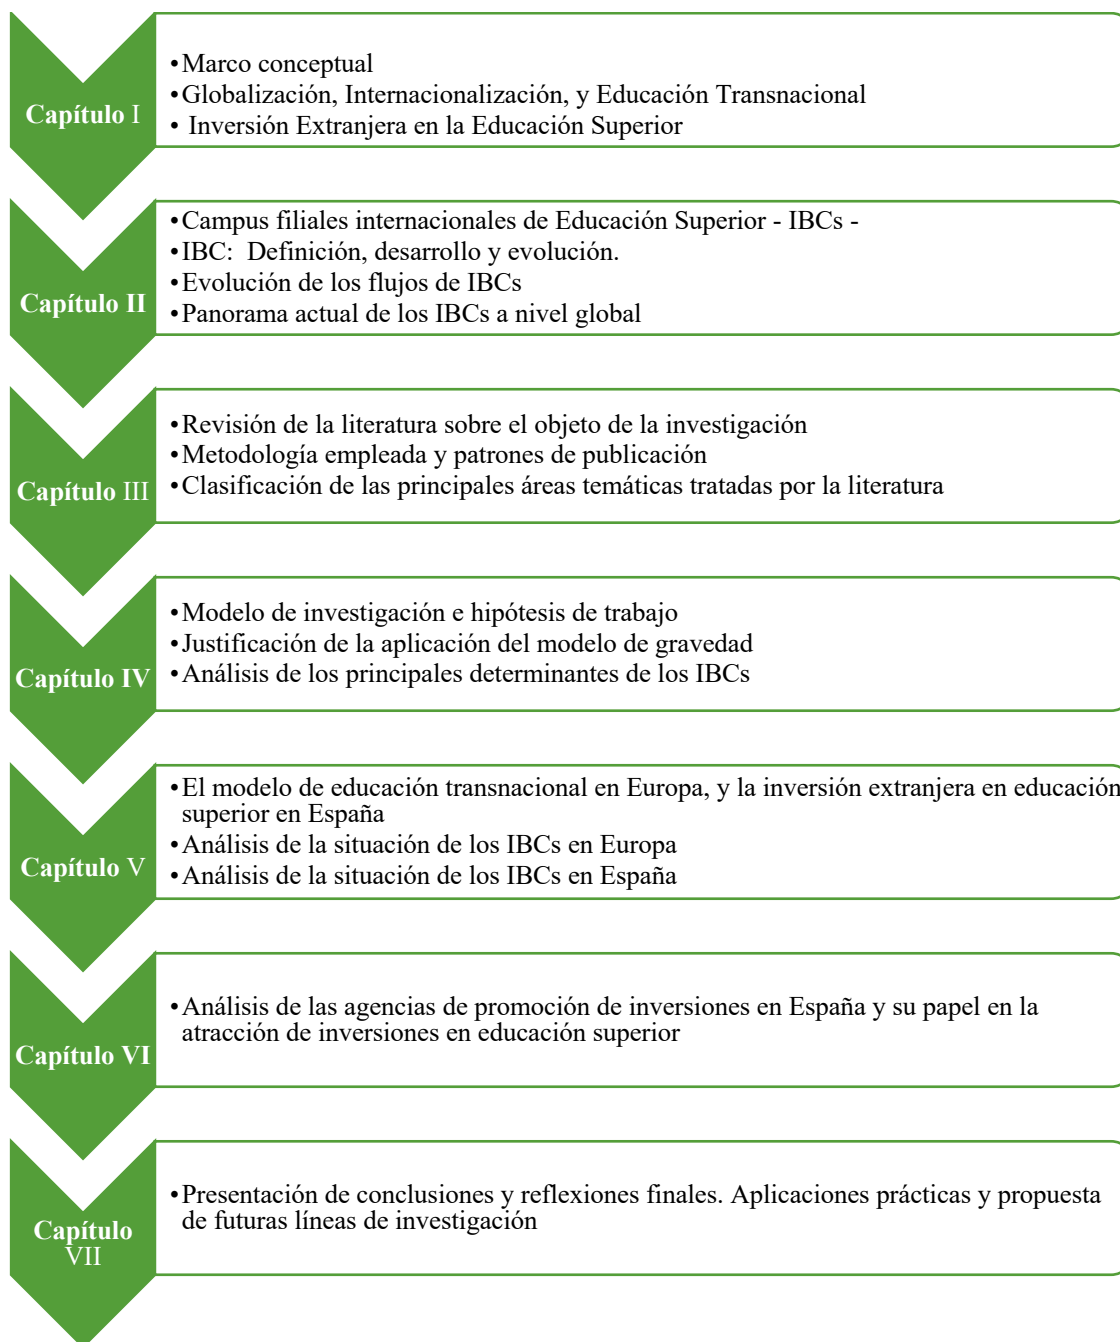 Capítulo I
•Marco conceptual
•Globalización, Internacionalización, y Educación Transnacional
• Inversión Extranjera en la Educación Superior
Capítulo II
•Campus filiales internacionales de Educación Superior - IBCs -
•IBC: Definición, desarrollo y evolución.
•Evolución de los flujos de IBCs
•Panorama actual de los IBCs a nivel global
Capítulo III
•Revisión de la literatura sobre el objeto de la investigación
•Metodología empleada y patrones de publicación
•Clasificación de las principales áreas temáticas tratadas por la literatura
Capítulo IV
•Modelo de investigación e hipótesis de trabajo
•Justificación de la aplicación del modelo de gravedad
•Análisis de los principales determinantes de los IBCs
Capítulo V
•El modelo de educación transnacional en Europa, y la inversión extranjera en educación
superior en España
•Análisis de la situación de los IBCs en Europa
•Análisis de la situación de los IBCs en España
Capítulo VI
•Análisis de las agencias de promoción de inversiones en España y su papel en la
atracción de inversiones en educación superior
Capítulo
VII
•Presentación de conclusiones y reflexiones finales. Aplicaciones prácticas y propuesta
de futuras líneas de investigación